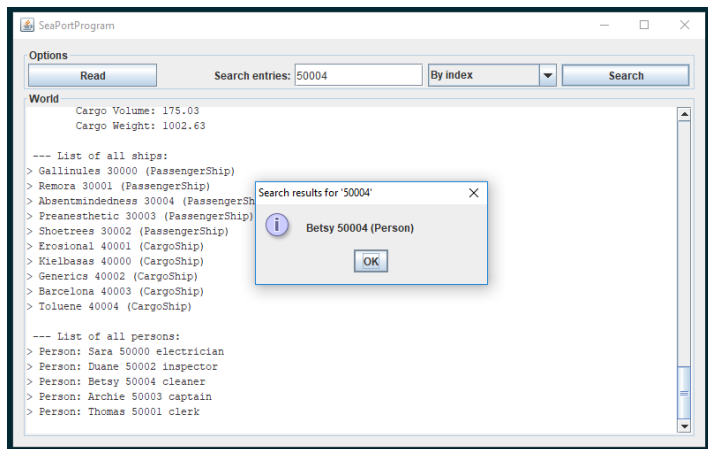 SeaPortProgram
Options
Read Search entries: 50004 By index Search
World
Cargo Volume: 175.03
Cargo Weight: 1002.63
--- List of all ships:
> Gallinules 30000 (PassengerShip)
> Remora 30001 (PassengerShip)
> Absentmindedness 30004 (PassengerSh
> Preanesthetic 30003 (PassengerShip)
> Shoetrees 30002 (PassengerShip)
> Erosional 40001 (CargoShip)
> Kielbasas 40000 (CargoShip)
> Generics 40002 (CargoShip)
> Barcelona 40003 (CargoShip)
> Toluene 40004 (CargoShip)
--- List of all persons:
> Person: Sara 50000 electrician
> Person: Duane 50002 inspector
> Person: Betsy 50004 cleaner
> Person: Archie 50003 captain
> Person: Thomas 50001 clerk
Search results for '50004'
Betsy 50004 (Person)
OK